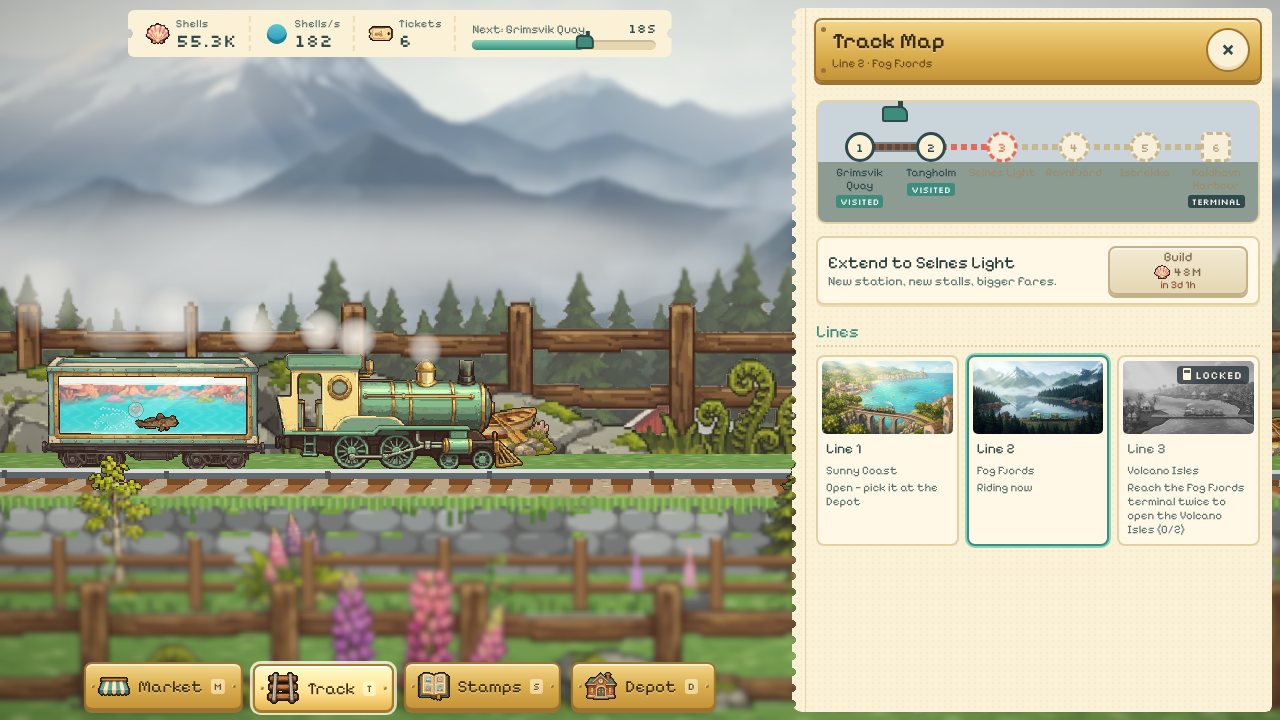 Shells
55.3K
Shells/s
182
Tickets
6
Next: Grimsvik Quay
18S
Track Map
Line 2 · Fog Fjords
×
1
2
3
4
5
6
Grimsvik Quay
VISITED
Tangholm
VISITED
Selnes Light
TERMINAL
Extend to Selnes Light
New station, new stalls, bigger fares.
Build
48M
in 3d 1h
Lines
Line 1
Sunny Coast
Open – pick it at the
Depot
Line 2
Fog Fjords
Riding now
LOCKED
Line 3
Volcano Isles
Reach the Fog Fjords
terminal twice to
open the Volcano
Isles (0/2)
Market M
Track T
Stamps S
Depot D